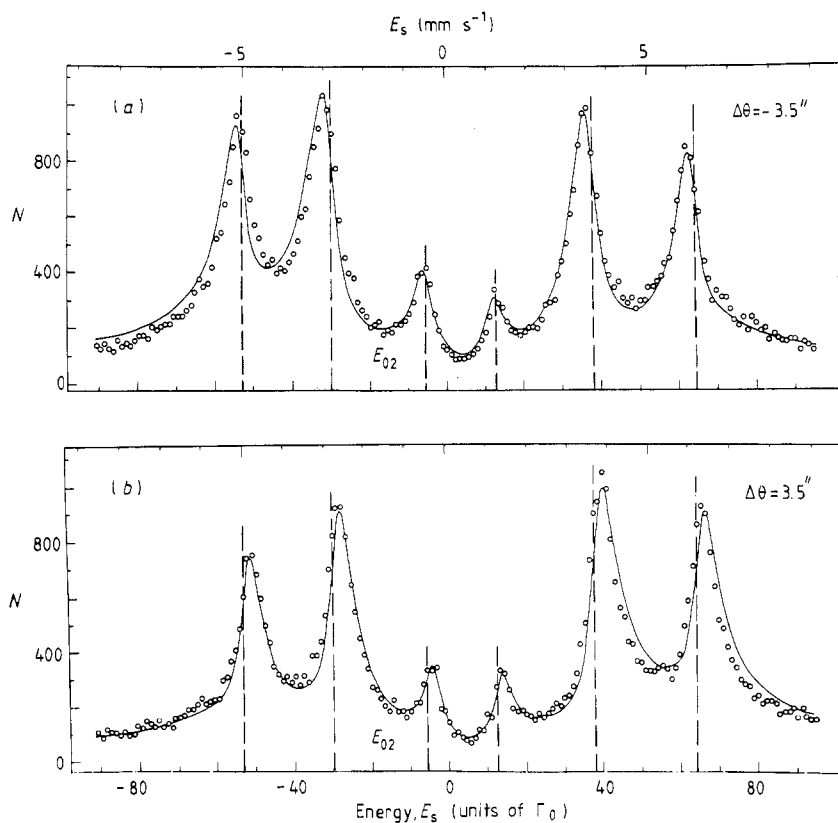 E_s (mm s⁻¹)
-5 0 5
(a)
Δθ=-3.5"
800
N
400
0
E_02
(b)
Δθ=3.5"
800
N
400
0
E_02
-80 -40 0 40 80
Energy, E_s (units of Γ_0)